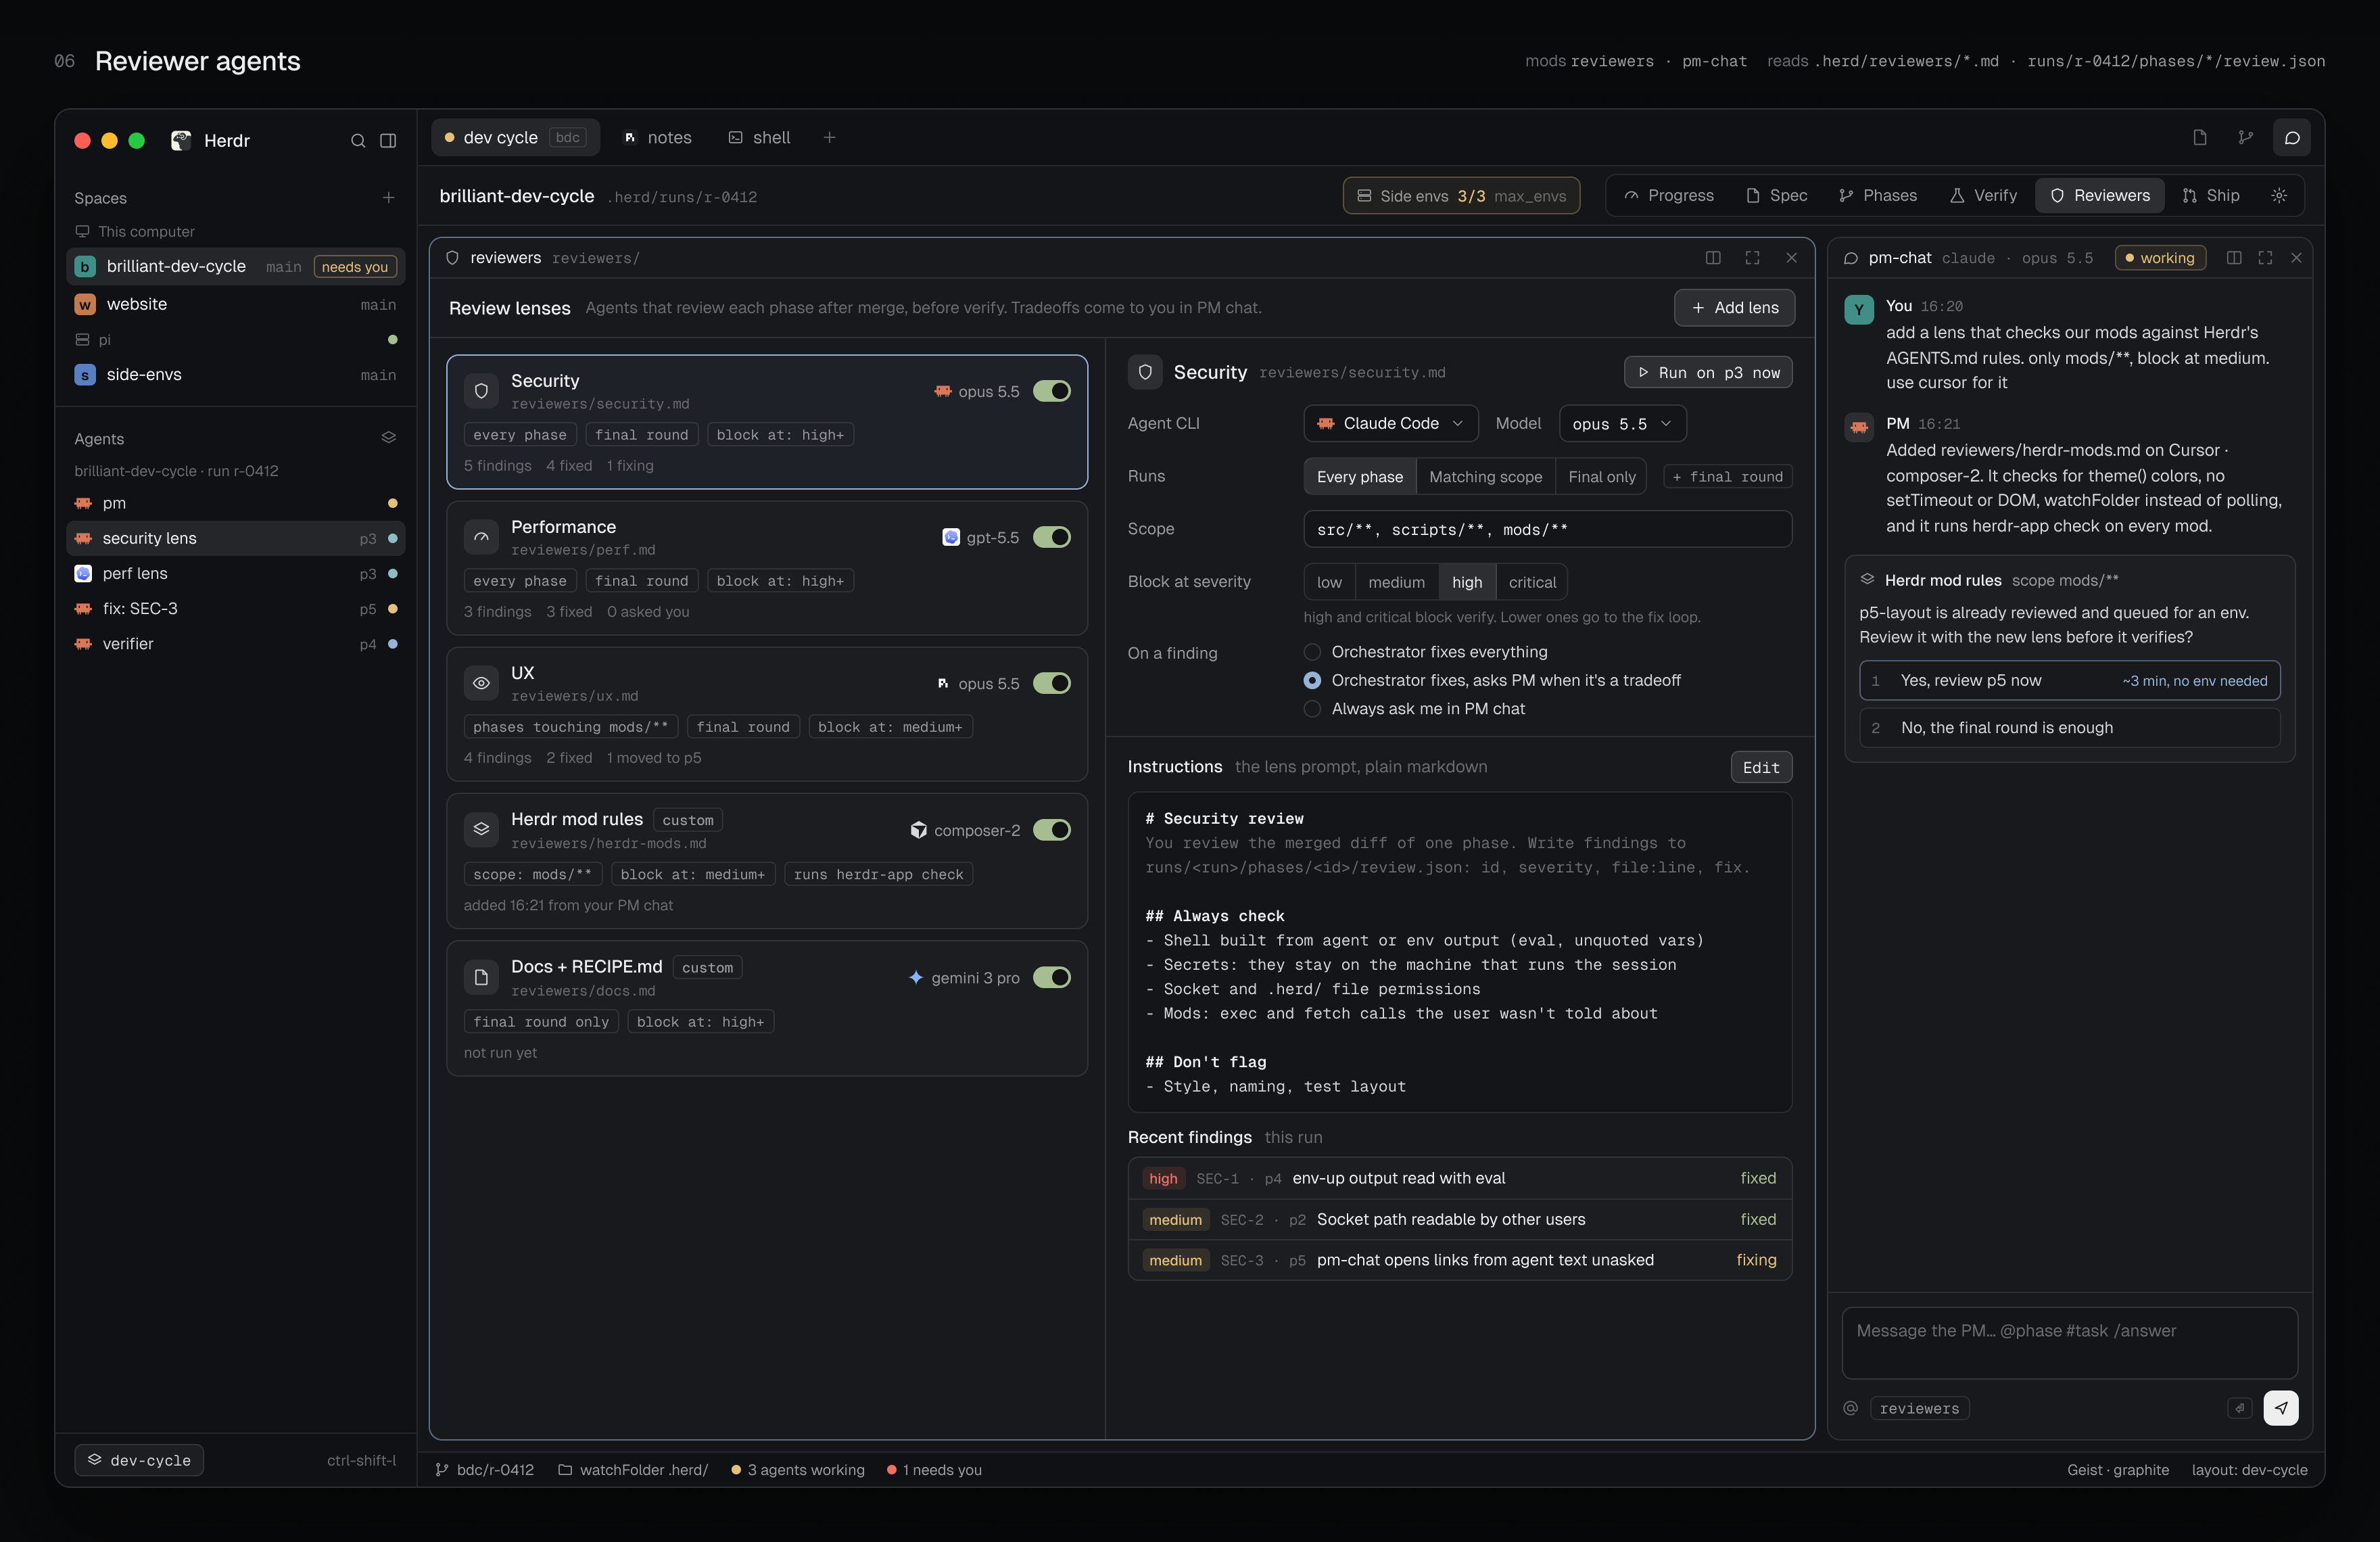 06 Reviewer agents
mods reviewers · pm-chat reads .herd/reviewers/*.md · runs/r-0412/phases/*/review.json
Herdr
Spaces
This computer
b brilliant-dev-cycle main needs you
w website main
pi
s side-envs main
Agents
brilliant-dev-cycle · run r-0412
pm
security lens p3
perf lens p3
fix: SEC-3 p5
verifier p4
dev-cycle ctrl-shift-l
dev cycle bdc notes shell
brilliant-dev-cycle .herd/runs/r-0412
Side envs 3/3 max_envs
Progress Spec Phases Verify Reviewers Ship
reviewers reviewers/
Review lenses Agents that review each phase after merge, before verify. Tradeoffs come to you in PM chat.
Add lens
Security
reviewers/security.md
opus 5.5
every phase final round block at: high+
5 findings 4 fixed 1 fixing
Performance
reviewers/perf.md
gpt-5.5
every phase final round block at: high+
3 findings 3 fixed 0 asked you
UX
reviewers/ux.md
opus 5.5
phases touching mods/** final round block at: medium+
4 findings 2 fixed 1 moved to p5
Herdr mod rules custom
reviewers/herdr-mods.md
composer-2
scope: mods/** block at: medium+ runs herdr-app check
added 16:21 from your PM chat
Docs + RECIPE.md custom
reviewers/docs.md
gemini 3 pro
final round only block at: high+
not run yet
Security reviewers/security.md
Run on p3 now
Agent CLI Claude Code Model opus 5.5
Runs Every phase Matching scope Final only + final round
Scope src/**, scripts/**, mods/**
Block at severity low medium high critical
high and critical block verify. Lower ones go to the fix loop.
On a finding Orchestrator fixes everything
Orchestrator fixes, asks PM when it's a tradeoff
Always ask me in PM chat
Instructions the lens prompt, plain markdown
Edit
# Security review
You review the merged diff of one phase. Write findings to
runs/<run>/phases/<id>/review.json: id, severity, file:line, fix.
## Always check
- Shell built from agent or env output (eval, unquoted vars)
- Secrets: they stay on the machine that runs the session
- Socket and .herd/ file permissions
- Mods: exec and fetch calls the user wasn't told about
## Don't flag
- Style, naming, test layout
Recent findings this run
high SEC-1 · p4 env-up output read with eval fixed
medium SEC-2 · p2 Socket path readable by other users fixed
medium SEC-3 · p5 pm-chat opens links from agent text unasked fixing
pm-chat claude · opus 5.5 working
Y You 16:20
add a lens that checks our mods against Herdr's
AGENTS.md rules. only mods/**, block at medium.
use cursor for it
PM 16:21
Added reviewers/herdr-mods.md on Cursor ·
composer-2. It checks for theme() colors, no
setTimeout or DOM, watchFolder instead of polling,
and it runs herdr-app check on every mod.
Herdr mod rules scope mods/**
p5-layout is already reviewed and queued for an env.
Review it with the new lens before it verifies?
1 Yes, review p5 now ~3 min, no env needed
2 No, the final round is enough
Message the PM... @phase #task /answer
@ reviewers
bdc/r-0412 watchFolder .herd/ 3 agents working 1 needs you
Geist · graphite layout: dev-cycle